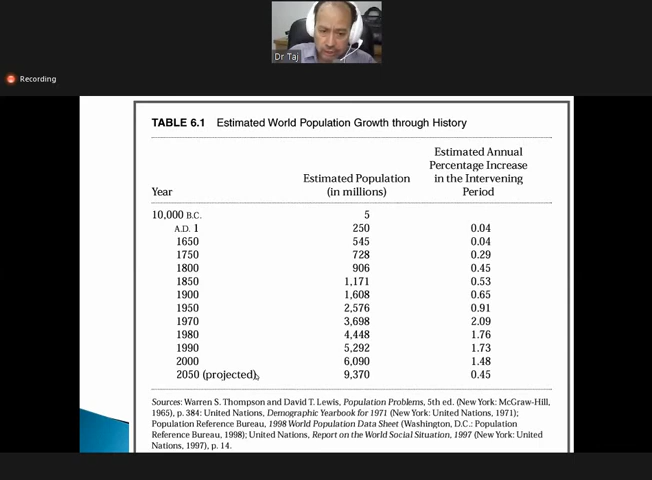 Dr Taj
Recording
TABLE 6.1 Estimated World Population Growth through History
Estimated Annual
Percentage Increase
Estimated Population in the Intervening
Year (in millions) Period
10,000 B.C. 5
A.D. 1 250 0.04
1650 545 0.04
1750 728 0.29
1800 906 0.45
1850 1,171 0.53
1900 1,608 0.65
1950 2,576 0.91
1970 3,698 2.09
1980 4,448 1.76
1990 5,292 1.73
2000 6,090 1.48
2050 (projected) 9,370 0.45
Sources: Warren S. Thompson and David T. Lewis, Population Problems, 5th ed. (New York: McGraw-Hill,
1965), p. 384: United Nations, Demographic Yearbook for 1971 (New York: United Nations, 1971);
Population Reference Bureau, 1998 World Population Data Sheet (Washington, D.C.: Population
Reference Bureau, 1998); United Nations, Report on the World Social Situation, 1997 (New York: United
Nations, 1997), p. 14.